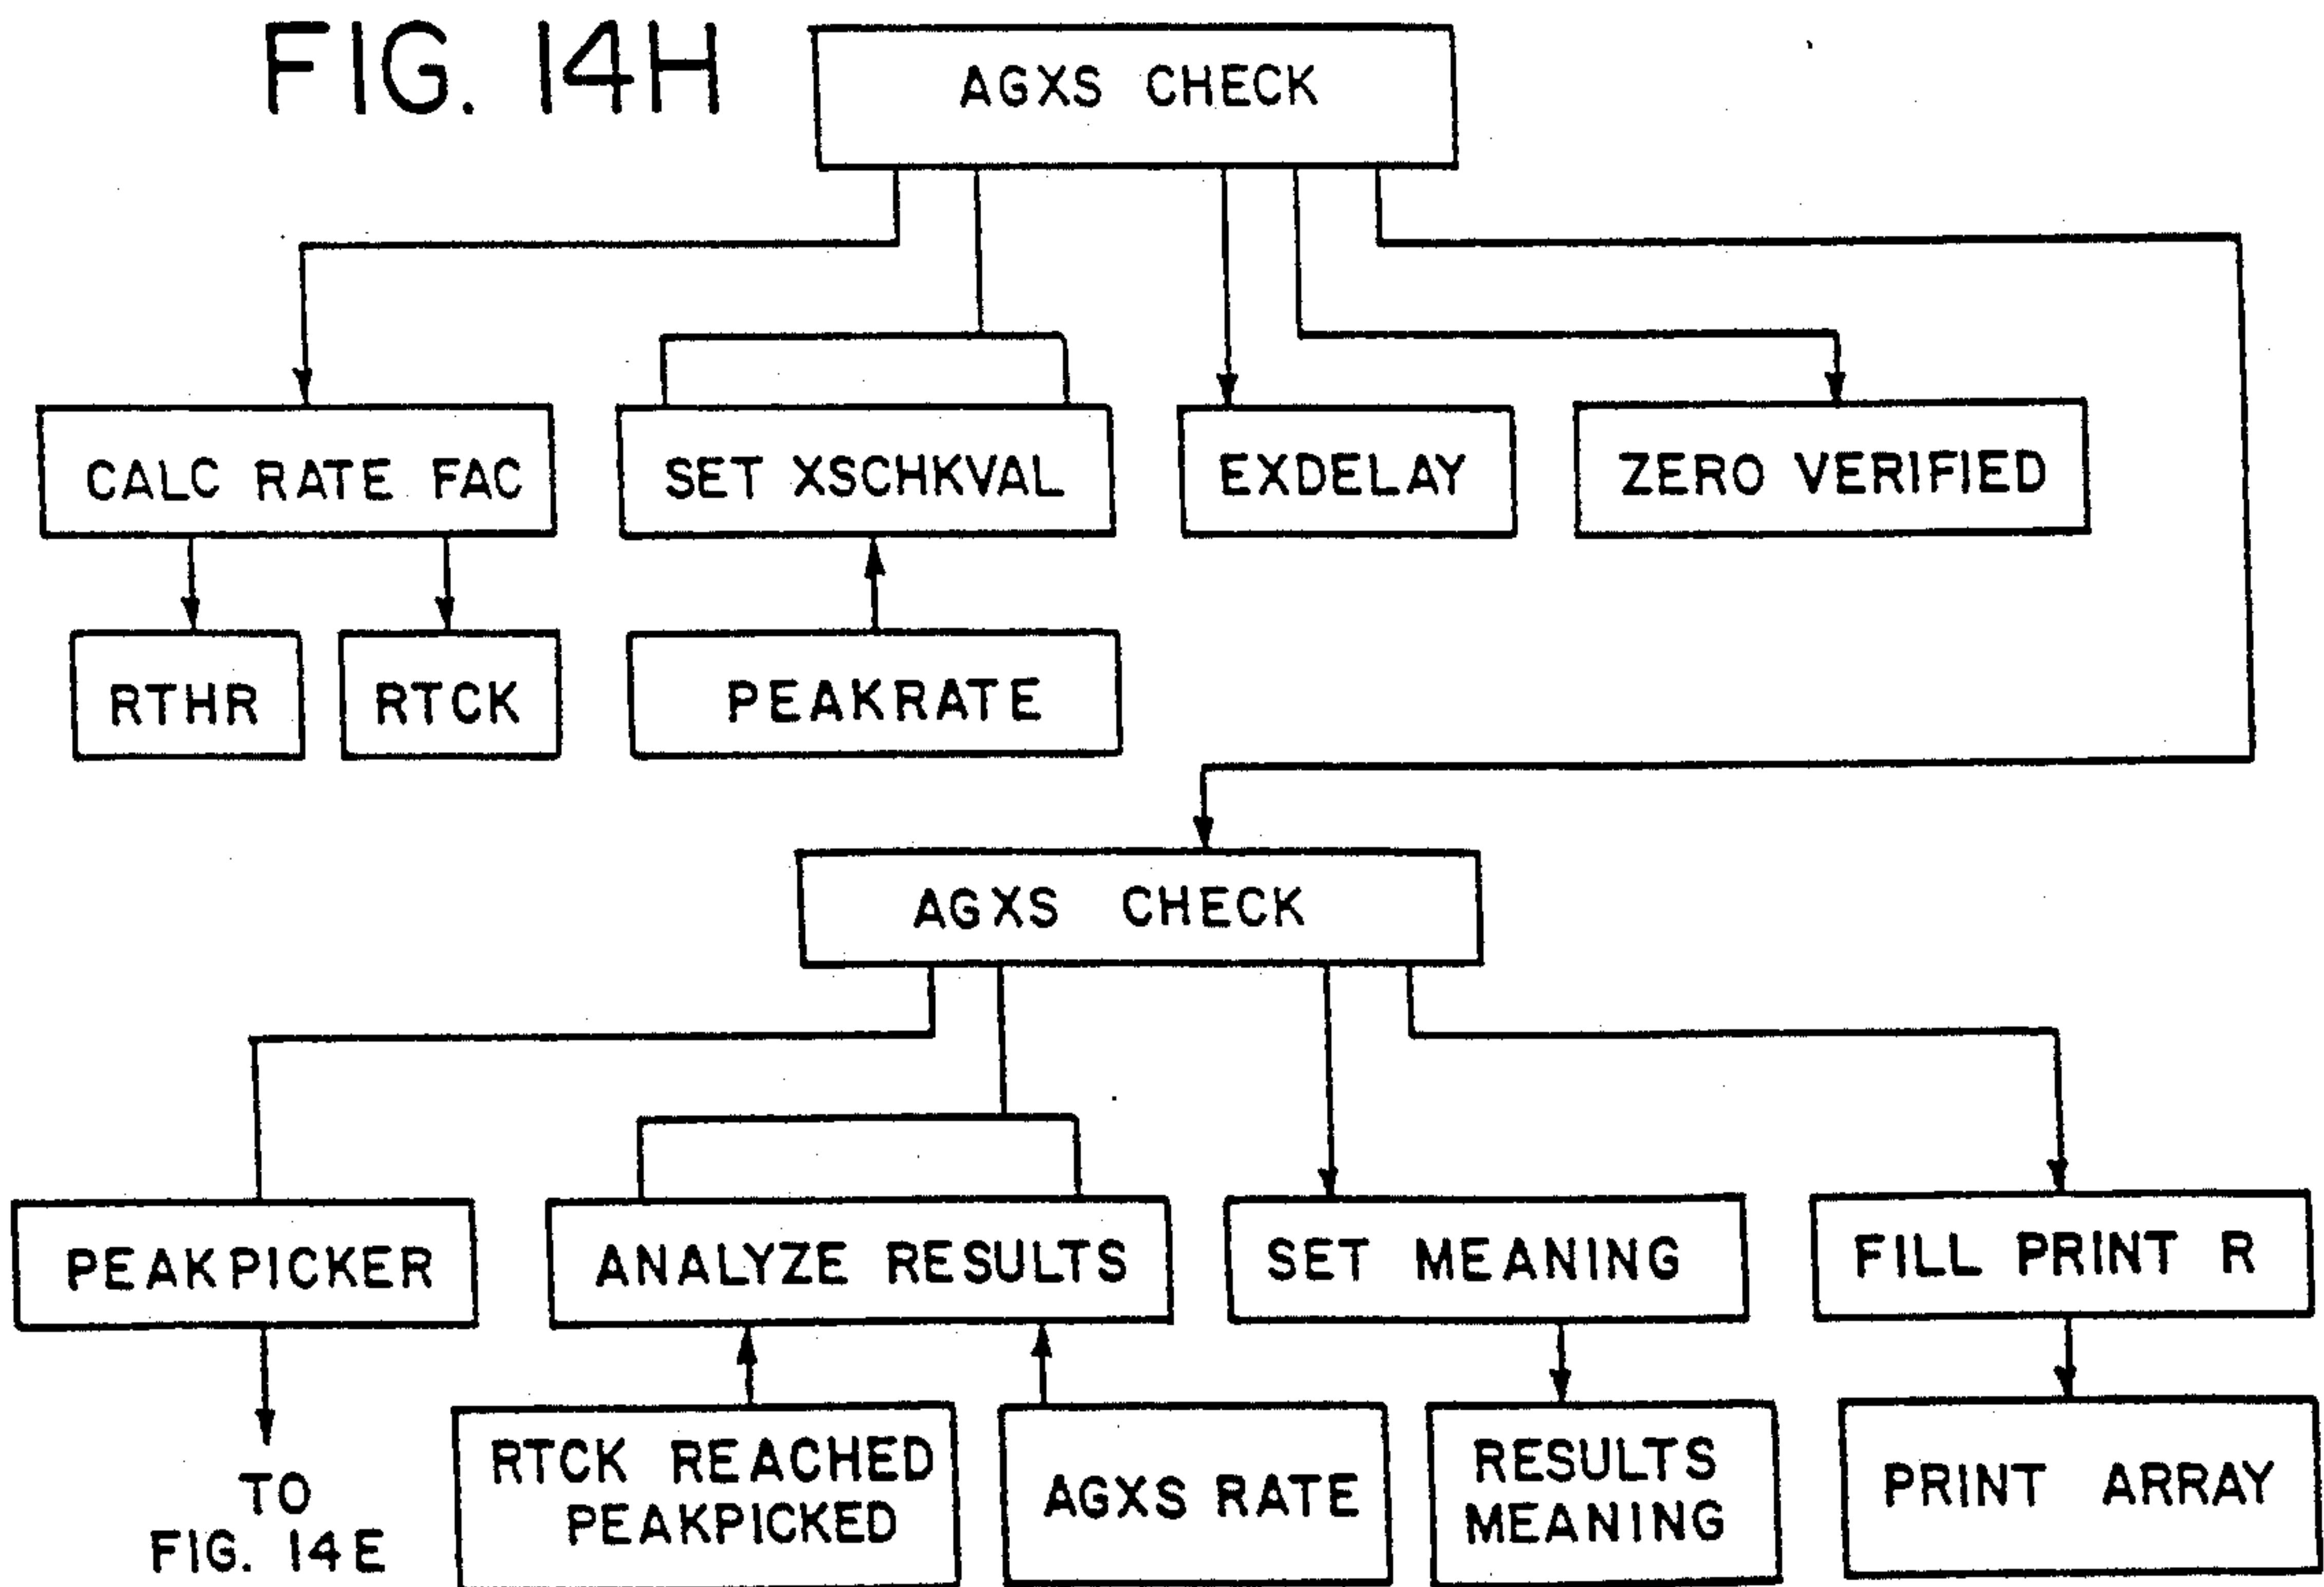 FIG. 14H
AGXS CHECK
CALC RATE FAC
SET XSCHKVAL
EXDELAY
ZERO VERIFIED
RTHR
RTCK
PEAKRATE
AGXS CHECK
PEAKPICKER
ANALYZE RESULTS
SET MEANING
FILL PRINT R
TO
FIG. 14E
RTCK REACHED
PEAKPICKED
AGXS RATE
RESULTS
MEANING
PRINT ARRAY